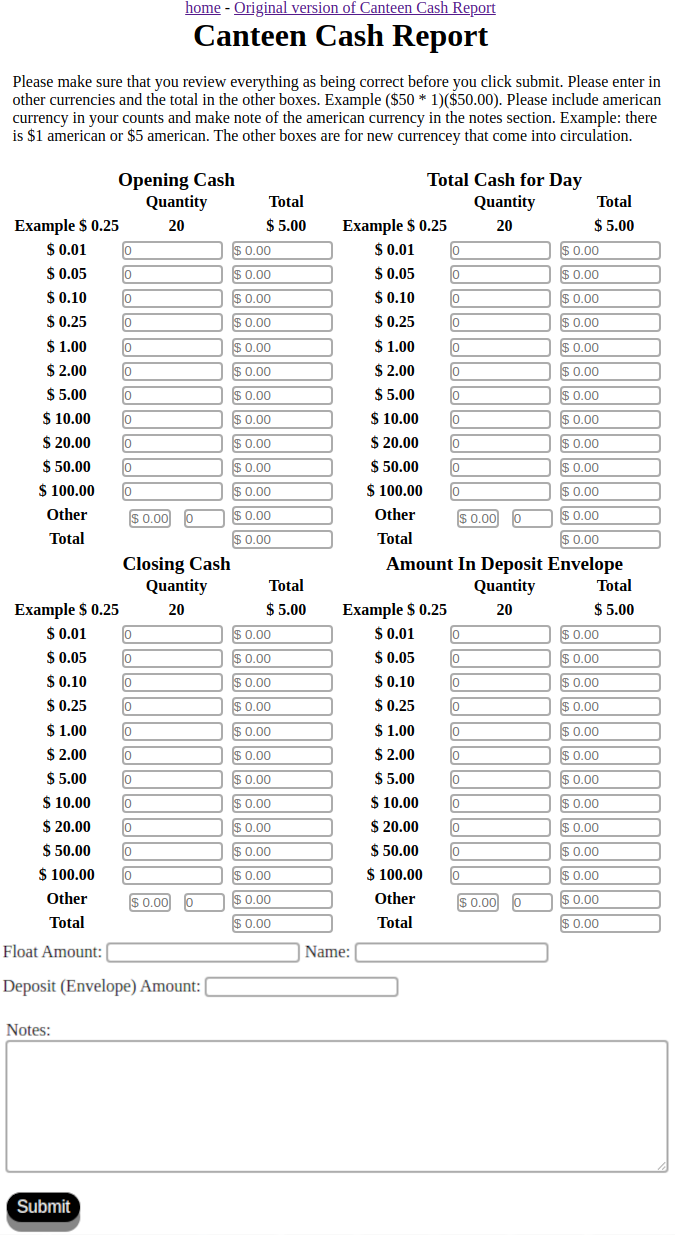 home - Original version of Canteen Cash Report
Canteen Cash Report
Please make sure that you review everything as being correct before you click submit. Please enter in
other currencies and the total in the other boxes. Example ($50 * 1)($50.00). Please include american
currency in your counts and make note of the american currency in the notes section. Example: there
is $1 american or $5 american. The other boxes are for new currencey that come into circulation.
Opening Cash Total Cash for Day
Quantity Total Quantity Total
Example $ 0.25 20 $ 5.00 Example $ 0.25 20 $ 5.00
$ 0.01 0 $ 0.00 $ 0.01 0 $ 0.00
$ 0.05 0 $ 0.00 $ 0.05 0 $ 0.00
$ 0.10 0 $ 0.00 $ 0.10 0 $ 0.00
$ 0.25 0 $ 0.00 $ 0.25 0 $ 0.00
$ 1.00 0 $ 0.00 $ 1.00 0 $ 0.00
$ 2.00 0 $ 0.00 $ 2.00 0 $ 0.00
$ 5.00 0 $ 0.00 $ 5.00 0 $ 0.00
$ 10.00 0 $ 0.00 $ 10.00 0 $ 0.00
$ 20.00 0 $ 0.00 $ 20.00 0 $ 0.00
$ 50.00 0 $ 0.00 $ 50.00 0 $ 0.00
$ 100.00 0 $ 0.00 $ 100.00 0 $ 0.00
Other $ 0.00 0 $ 0.00 Other $ 0.00 0 $ 0.00
Total $ 0.00 Total $ 0.00
Closing Cash Amount In Deposit Envelope
Quantity Total Quantity Total
Example $ 0.25 20 $ 5.00 Example $ 0.25 20 $ 5.00
$ 0.01 0 $ 0.00 $ 0.01 0 $ 0.00
$ 0.05 0 $ 0.00 $ 0.05 0 $ 0.00
$ 0.10 0 $ 0.00 $ 0.10 0 $ 0.00
$ 0.25 0 $ 0.00 $ 0.25 0 $ 0.00
$ 1.00 0 $ 0.00 $ 1.00 0 $ 0.00
$ 2.00 0 $ 0.00 $ 2.00 0 $ 0.00
$ 5.00 0 $ 0.00 $ 5.00 0 $ 0.00
$ 10.00 0 $ 0.00 $ 10.00 0 $ 0.00
$ 20.00 0 $ 0.00 $ 20.00 0 $ 0.00
$ 50.00 0 $ 0.00 $ 50.00 0 $ 0.00
$ 100.00 0 $ 0.00 $ 100.00 0 $ 0.00
Other $ 0.00 0 $ 0.00 Other $ 0.00 0 $ 0.00
Total $ 0.00 Total $ 0.00
Float Amount: Name:
Deposit (Envelope) Amount:
Notes:
Submit